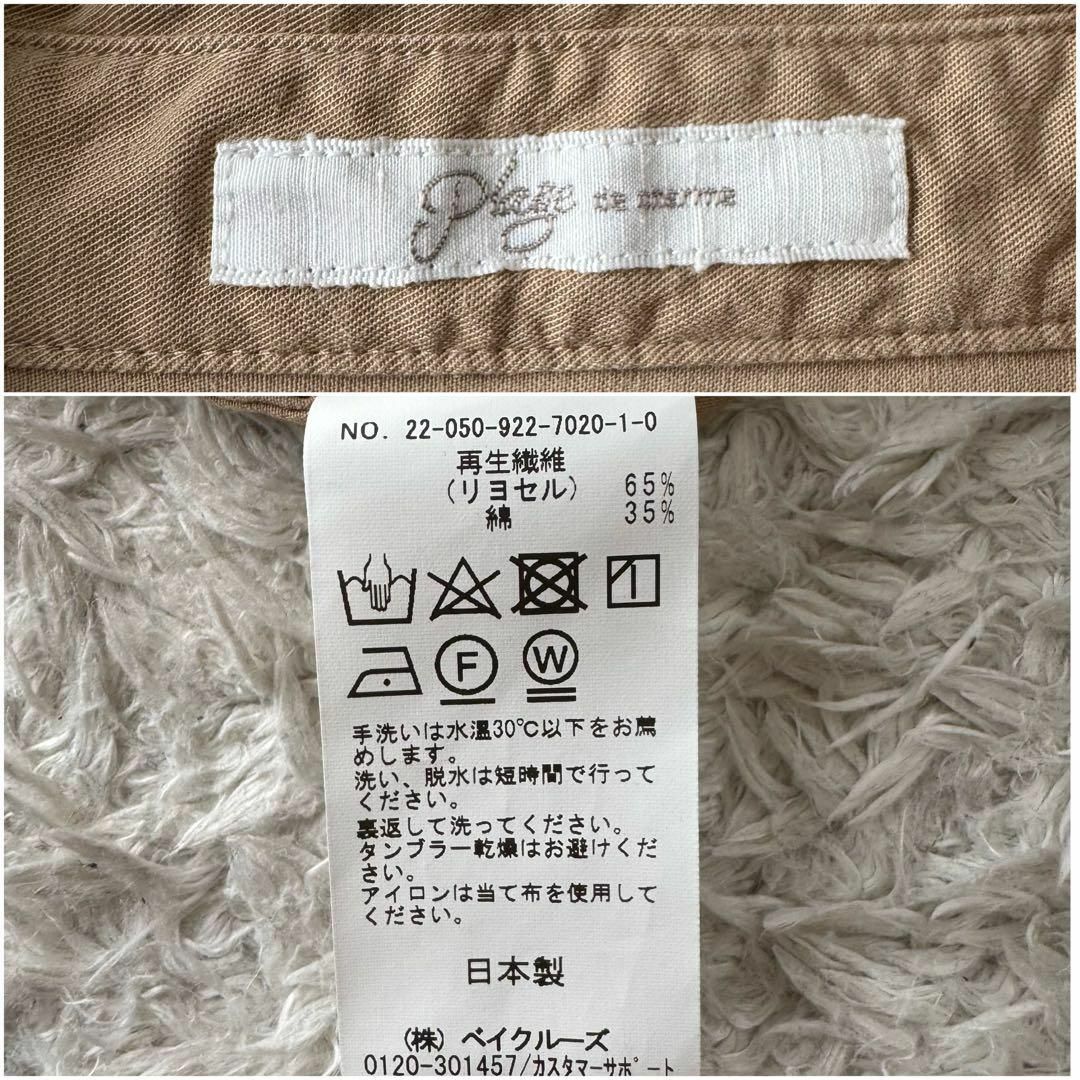 Plage de charme
NO. 22-050-922-7020-1-0
再生繊維
(リヨセル) 65%
綿 35%
F W
手洗いは水温30℃以下をお薦
めします。
洗い、脱水は短時間で行って
ください。
裏返して洗ってください。
タンブラー乾燥はお避けくだ
さい。
アイロンは当て布を使用して
ください。
日本製
(株) ベイクルーズ
0120-301457/カスタマーサポート